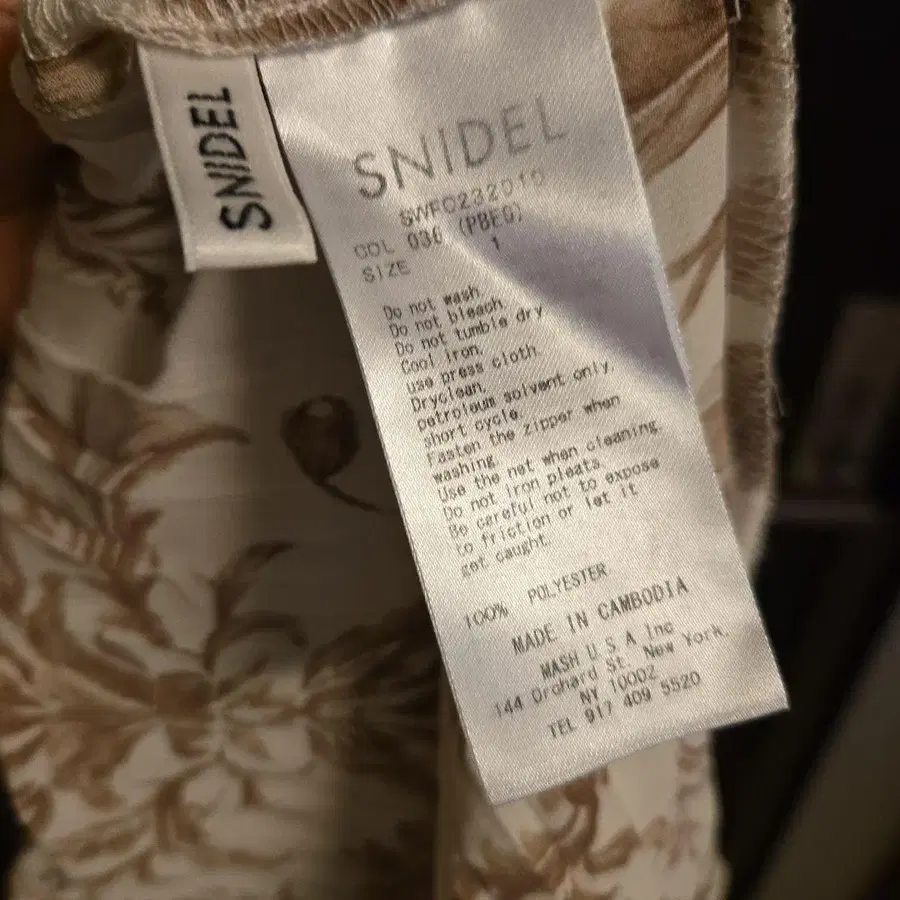 SNIDEL
SNIDEL
SWFO232019
COL 036 (PBEG)
SIZE 1
Do not wash.
Do not bleach.
Do not tumble dry
Cool iron.
use press cloth.
Dryclean.
petroleum solvent only.
short cycle.
Fasten the zipper when
washing
Use the net when cleaning
Do not iron pleats.
Be careful not to expose
to friction or let it
get caught.
100% POLYESTER
MADE IN CAMBODIA
MASH U S A Inc
144 Orchard St. New York.
NY 10002
TEL 917 409 5520